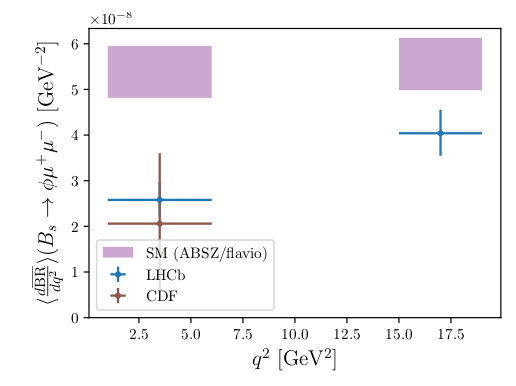 ×10⁻⁸
6
5
4
3
2
1
0
2.5 5.0 7.5 10.0 12.5 15.0 17.5
q² [GeV²]
⟨dBR/dq²⟩(Bₛ → ϕμ⁺μ⁻) [GeV⁻²]
SM (ABSZ/flavio)
LHCb
CDF